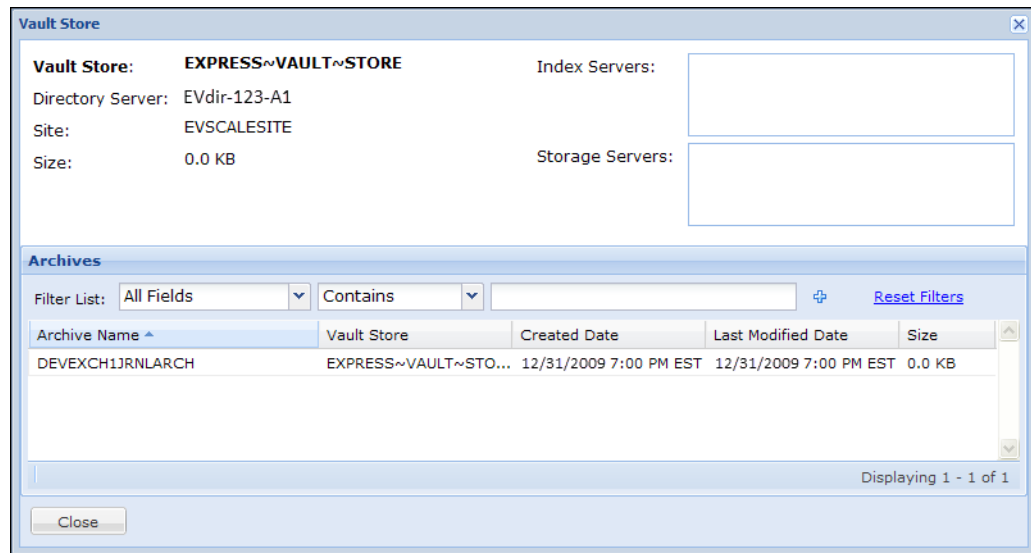 Vault Store
Vault Store: EXPRESS~VAULT~STORE Index Servers:
Directory Server: EVdir-123-A1
Site: EVSCALESITE
Size: 0.0 KB Storage Servers:
Archives
Filter List: All Fields Contains Reset Filters
Archive Name Vault Store Created Date Last Modified Date Size
DEVEXCH1JRNLARCH EXPRESS~VAULT~STO... 12/31/2009 7:00 PM EST 12/31/2009 7:00 PM EST 0.0 KB
Displaying 1 - 1 of 1
Close